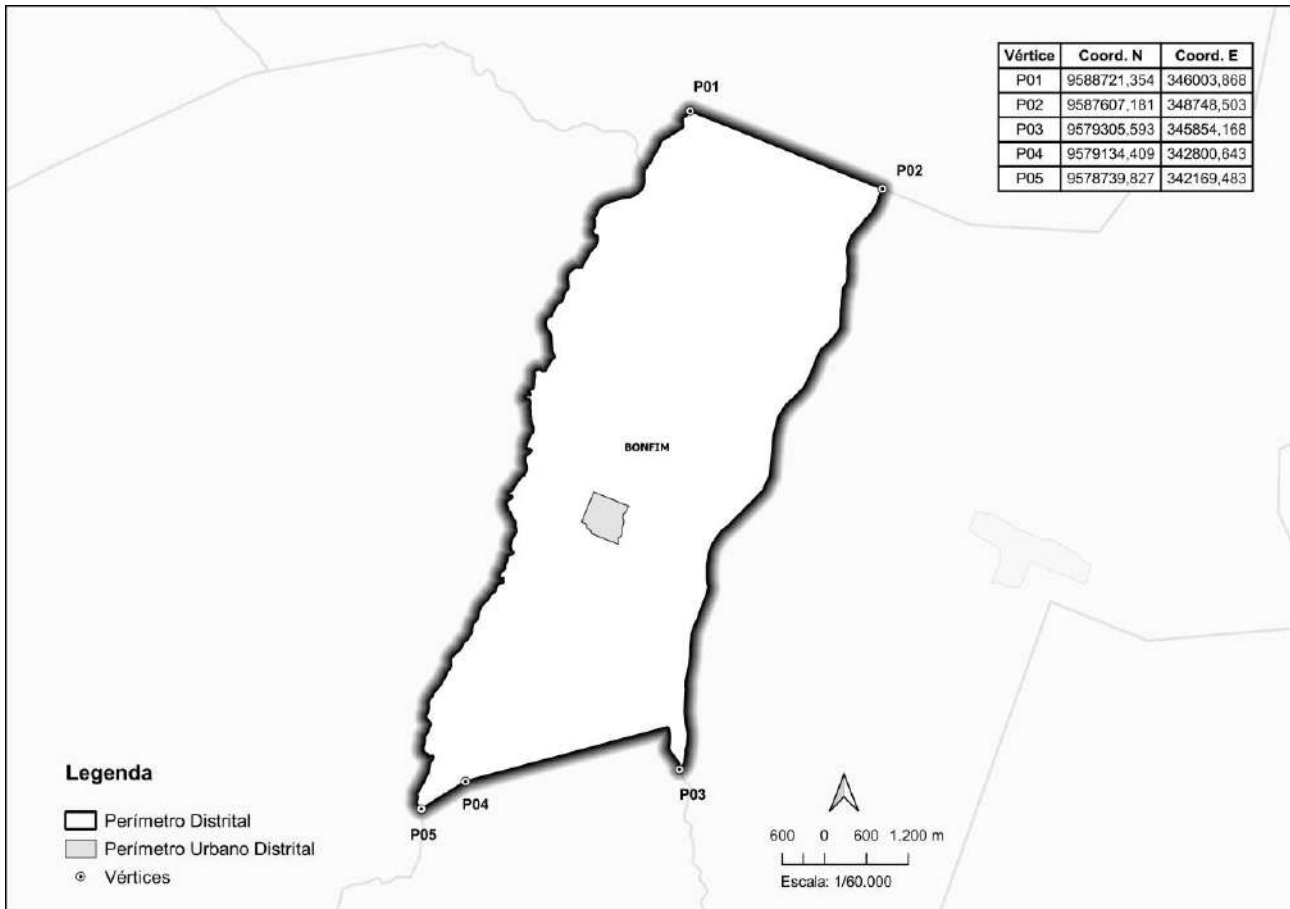 P01
Vértice Coord. N Coord. E
P01 9588721,354 346003,868
P02 9587607,181 348748,503
P03 9579305,593 345854,168
P04 9579134,409 342800,643
P05 9578739,827 342169,483
P02
BONFIM
P03
P04
P05
Legenda
Perímetro Distrital
Perímetro Urbano Distrital
Vértices
600 0 600 1.200 m
Escala: 1/60.000